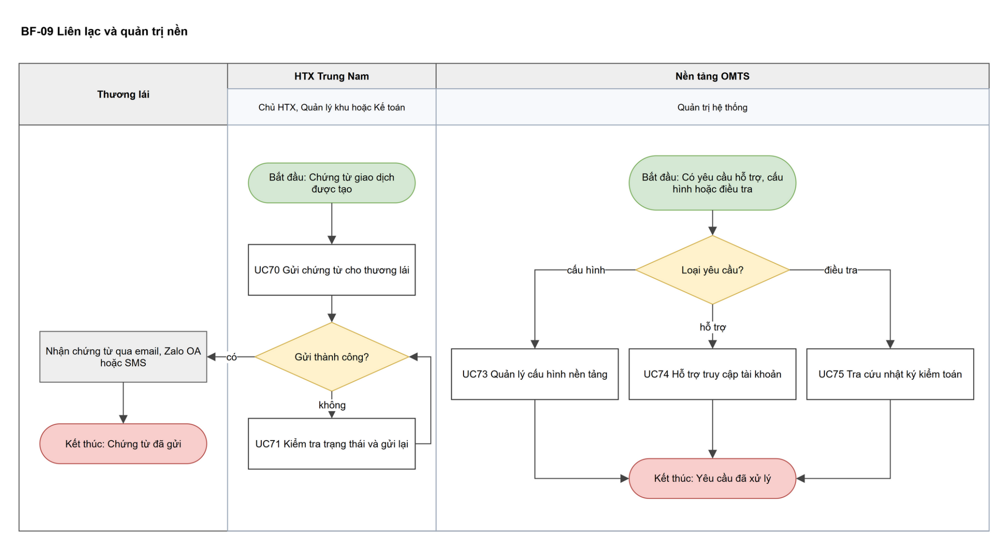 BF-09 Liên lạc và quản trị nền
Thương lái
HTX Trung Nam
Nền tảng OMTS
Chủ HTX, Quản lý khu hoặc Kế toán
Quản trị hệ thống
Bắt đầu: Chứng từ giao dịch
được tạo
UC70 Gửi chứng từ cho thương lái
Gửi thành công?
có
không
Nhận chứng từ qua email, Zalo OA
hoặc SMS
Kết thúc: Chứng từ đã gửi
UC71 Kiểm tra trạng thái và gửi lại
Bắt đầu: Có yêu cầu hỗ trợ, cấu
hình hoặc điều tra
Loại yêu cầu?
cấu hình
điều tra
hỗ trợ
UC73 Quản lý cấu hình nền tảng
UC74 Hỗ trợ truy cập tài khoản
UC75 Tra cứu nhật ký kiểm toán
Kết thúc: Yêu cầu đã xử lý